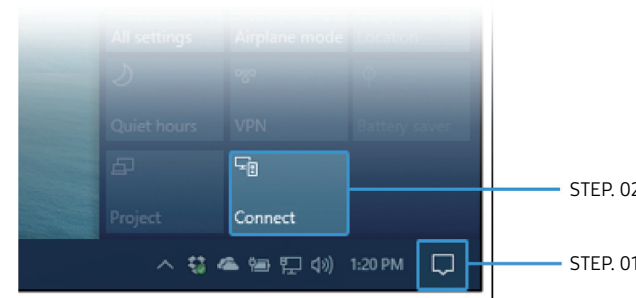 All settings Airplane mode Location
Quiet hours VPN Battery saver
Project Connect
STEP. 02
1:20 PM
STEP. 01